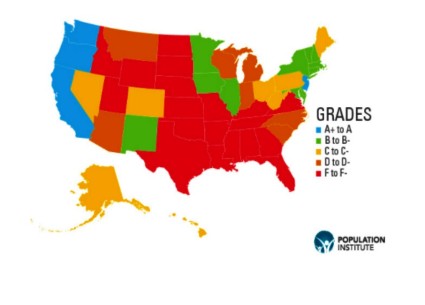 GRADES
A+ to A
B to B-
C to C-
D to D-
F to F-
POPULATION
INSTITUTE